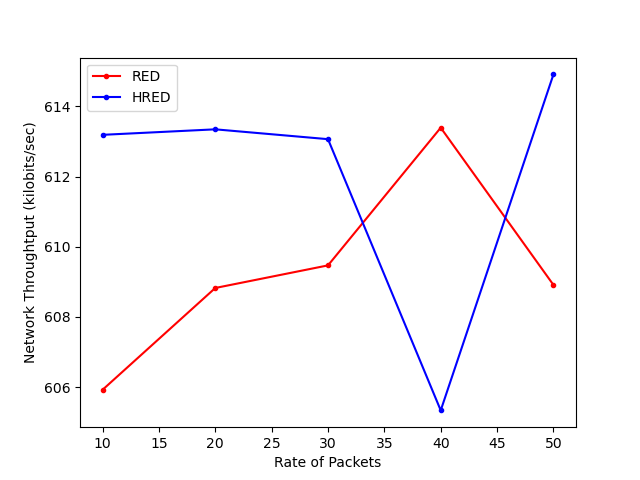 RED
HRED
614
612
610
608
606
Network Throughtput (kilobits/sec)
10 15 20 25 30 35 40 45 50
Rate of Packets